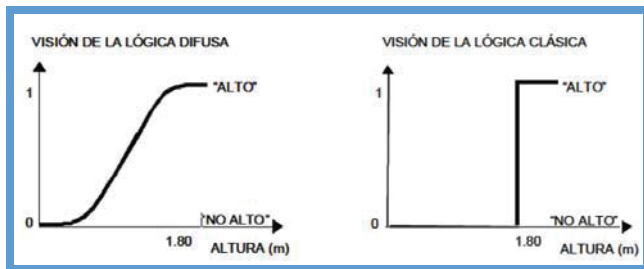 VISIÓN DE LA LÓGICA DIFUSA
1
"ALTO"
0
"NO ALTO"
1.80
ALTURA (m)
VISIÓN DE LA LÓGICA CLÁSICA
1
"ALTO"
0
"NO ALTO"
1.80
ALTURA (m)